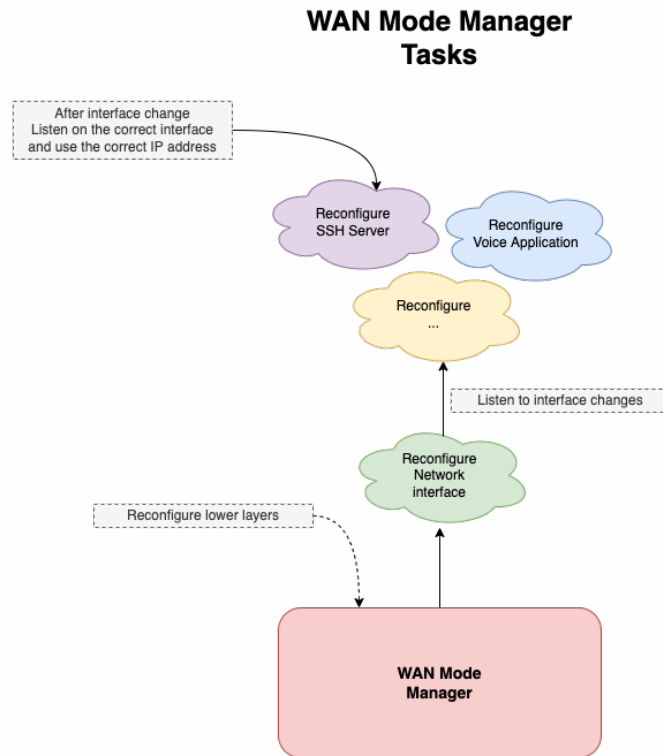 WAN Mode Manager
Tasks
After interface change
Listen on the correct interface
and use the correct IP address
Reconfigure
SSH Server
Reconfigure
Voice Application
Reconfigure
...
Listen to interface changes
Reconfigure
Network
interface
Reconfigure lower layers
WAN Mode
Manager